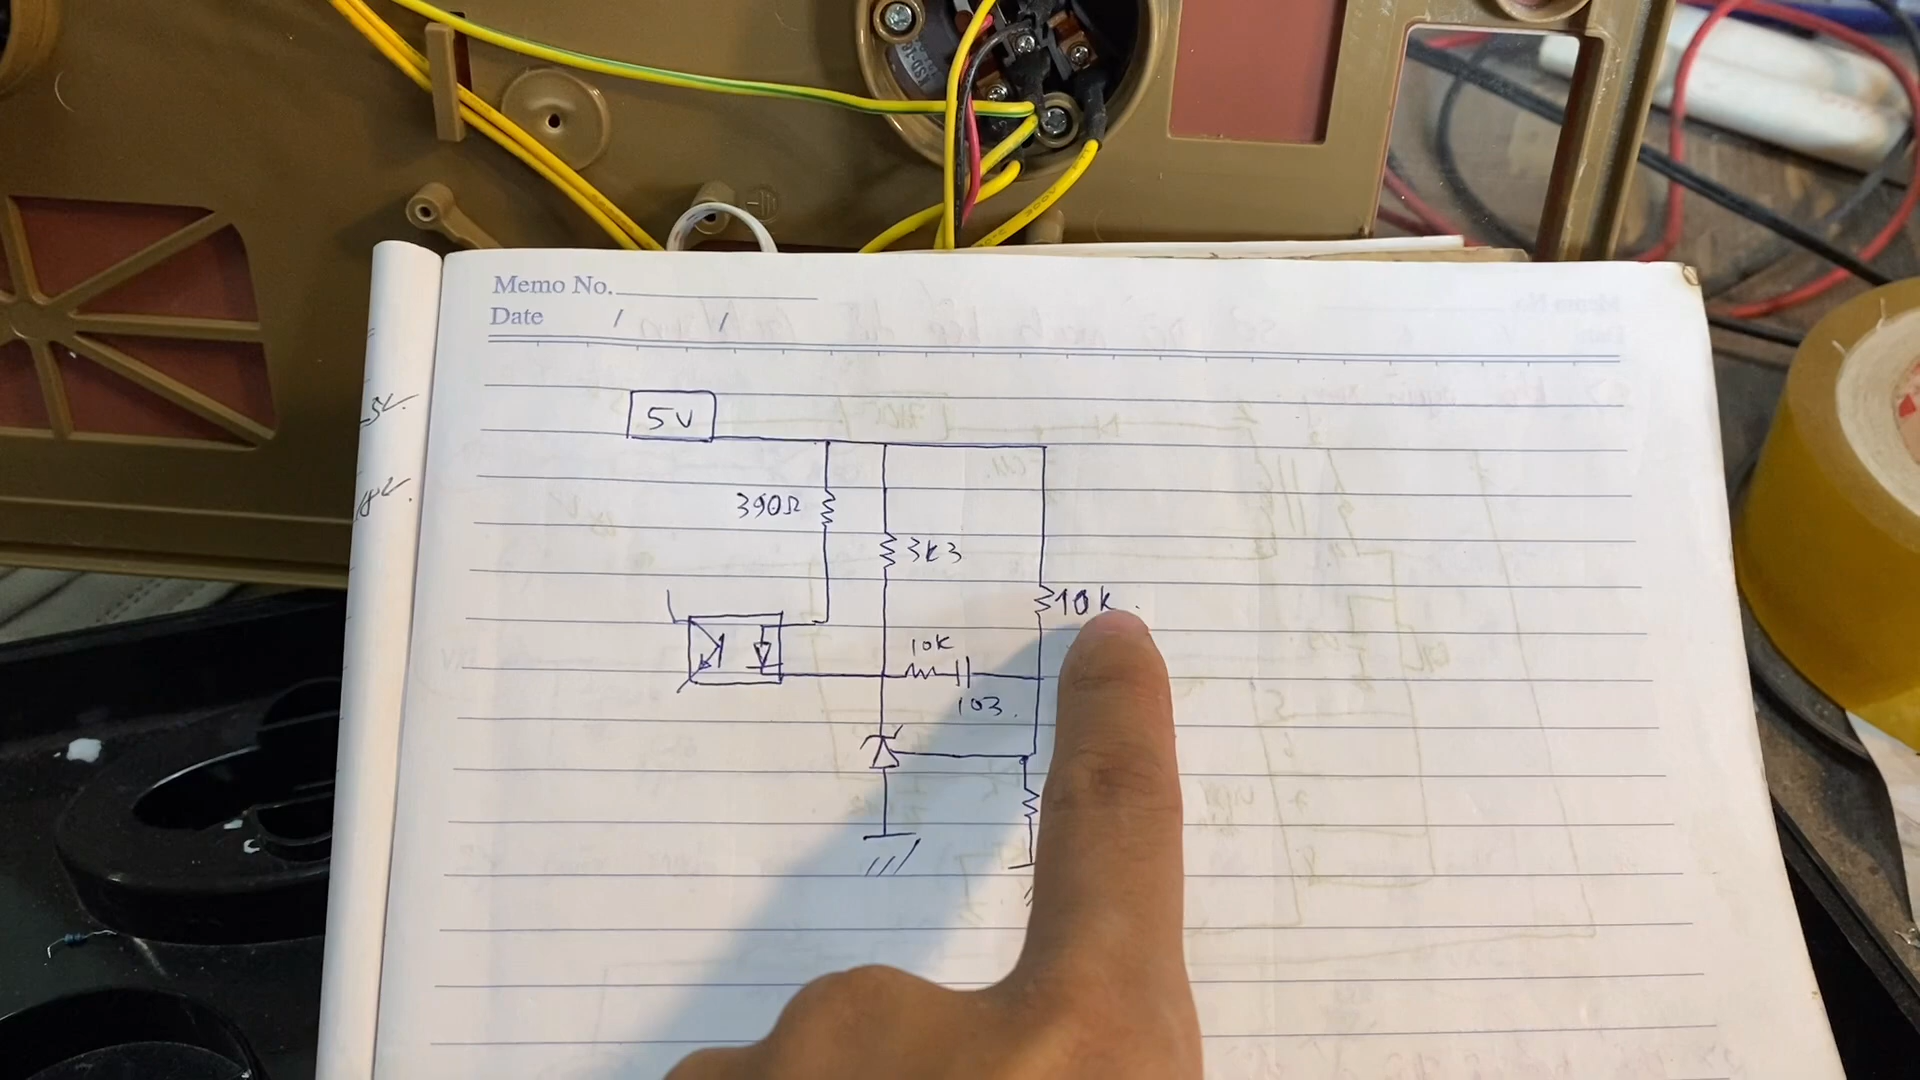 Memo No.
Date / /
5V
390Ω
3k3
10k.
10K
103.